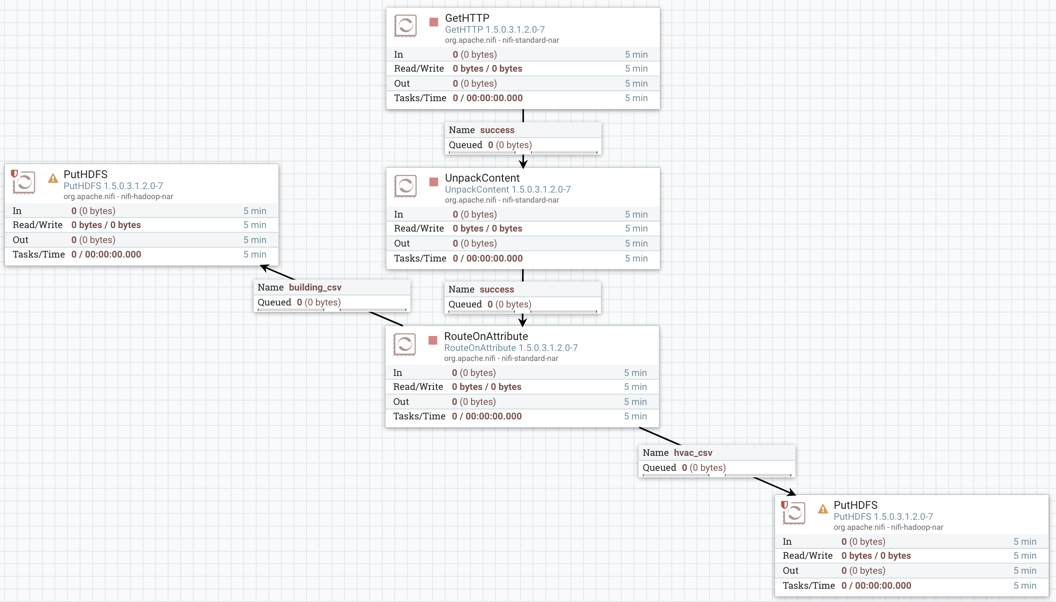 GetHTTP
GetHTTP 1.5.0.3.1.2.0-7
org.apache.nifi - nifi-standard-nar
In 0 (0 bytes) 5 min
Read/Write 0 bytes / 0 bytes 5 min
Out 0 (0 bytes) 5 min
Tasks/Time 0 / 00:00:00.000 5 min
Name success
Queued 0 (0 bytes)
PutHDFS
PutHDFS 1.5.0.3.1.2.0-7
org.apache.nifi - nifi-hadoop-nar
In 0 (0 bytes) 5 min
Read/Write 0 bytes / 0 bytes 5 min
Out 0 (0 bytes) 5 min
Tasks/Time 0 / 00:00:00.000 5 min
UnpackContent
UnpackContent 1.5.0.3.1.2.0-7
org.apache.nifi - nifi-standard-nar
In 0 (0 bytes) 5 min
Read/Write 0 bytes / 0 bytes 5 min
Out 0 (0 bytes) 5 min
Tasks/Time 0 / 00:00:00.000 5 min
Name building_csv
Queued 0 (0 bytes)
Name success
Queued 0 (0 bytes)
RouteOnAttribute
RouteOnAttribute 1.5.0.3.1.2.0-7
org.apache.nifi - nifi-standard-nar
In 0 (0 bytes) 5 min
Read/Write 0 bytes / 0 bytes 5 min
Out 0 (0 bytes) 5 min
Tasks/Time 0 / 00:00:00.000 5 min
Name hvac_csv
Queued 0 (0 bytes)
PutHDFS
PutHDFS 1.5.0.3.1.2.0-7
org.apache.nifi - nifi-hadoop-nar
In 0 (0 bytes) 5 min
Read/Write 0 bytes / 0 bytes 5 min
Out 0 (0 bytes) 5 min
Tasks/Time 0 / 00:00:00.000 5 min